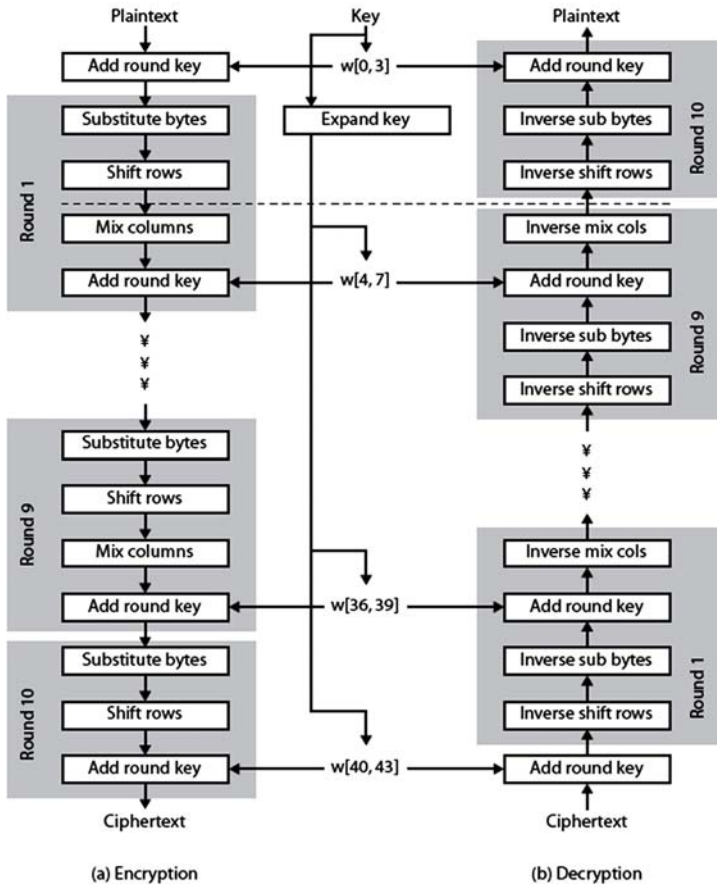 Plaintext
Key
Plaintext
Add round key
w[0, 3]
Add round key
Substitute bytes
Expand key
Inverse sub bytes
Round 10
Shift rows
Inverse shift rows
Round 1
Mix columns
Inverse mix cols
Add round key
w[4, 7]
Add round key
¥
¥
¥
Inverse sub bytes
Round 9
Inverse shift rows
Substitute bytes
¥
¥
¥
Shift rows
Round 9
Mix columns
Inverse mix cols
Add round key
w[36, 39]
Add round key
Substitute bytes
Inverse sub bytes
Round 1
Round 10
Shift rows
Inverse shift rows
Add round key
w[40, 43]
Add round key
Ciphertext
Ciphertext
(a) Encryption
(b) Decryption